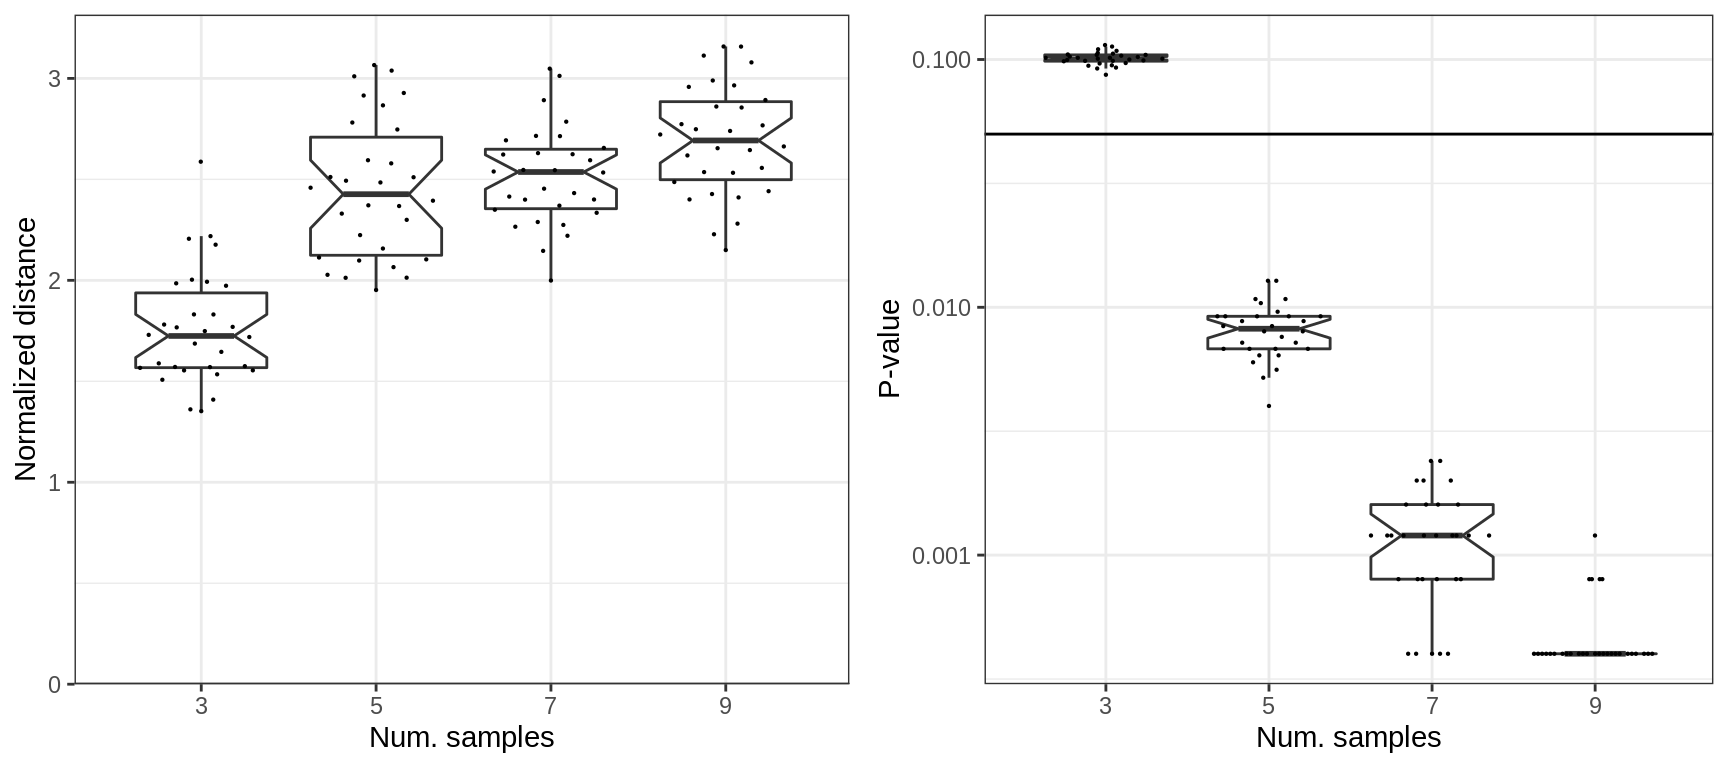 Normalized distance
3
2
1
0
3 5 7 9
Num. samples
P-value
0.100
0.010
0.001
3 5 7 9
Num. samples